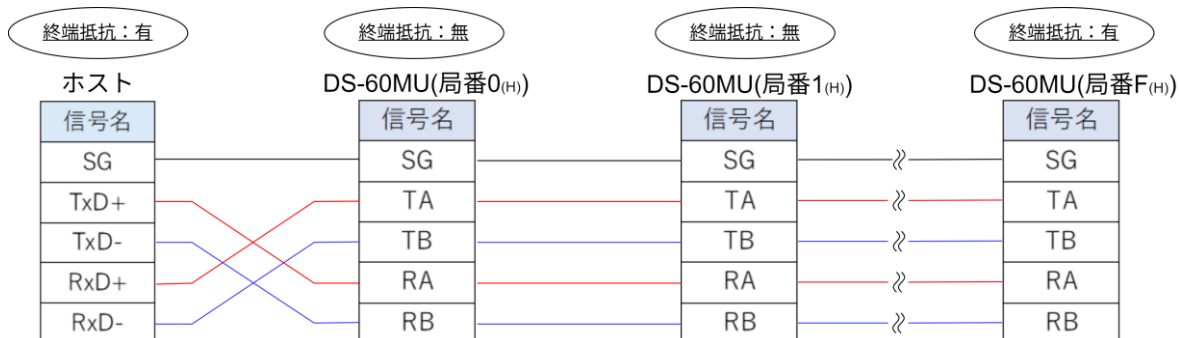 終端抵抗：有 終端抵抗：無 終端抵抗：無 終端抵抗：有
ホスト DS-60MU(局番0(H)) DS-60MU(局番1(H)) DS-60MU(局番F(H))
信号名 信号名 信号名 信号名
SG SG SG SG
TxD+ TA TA TA
TxD- TB TB TB
RxD+ RA RA RA
RxD- RB RB RB